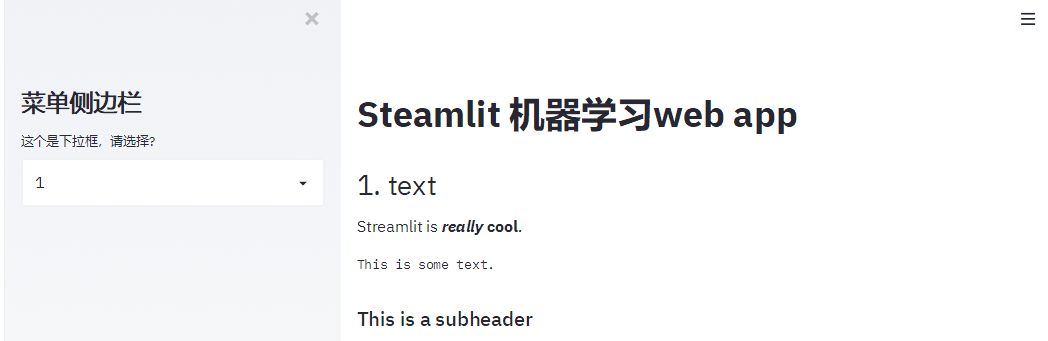 菜单侧边栏
这个是下拉框，请选择?
1
Steamlit 机器学习web app
1. text
Streamlit is really cool.
This is some text.
This is a subheader